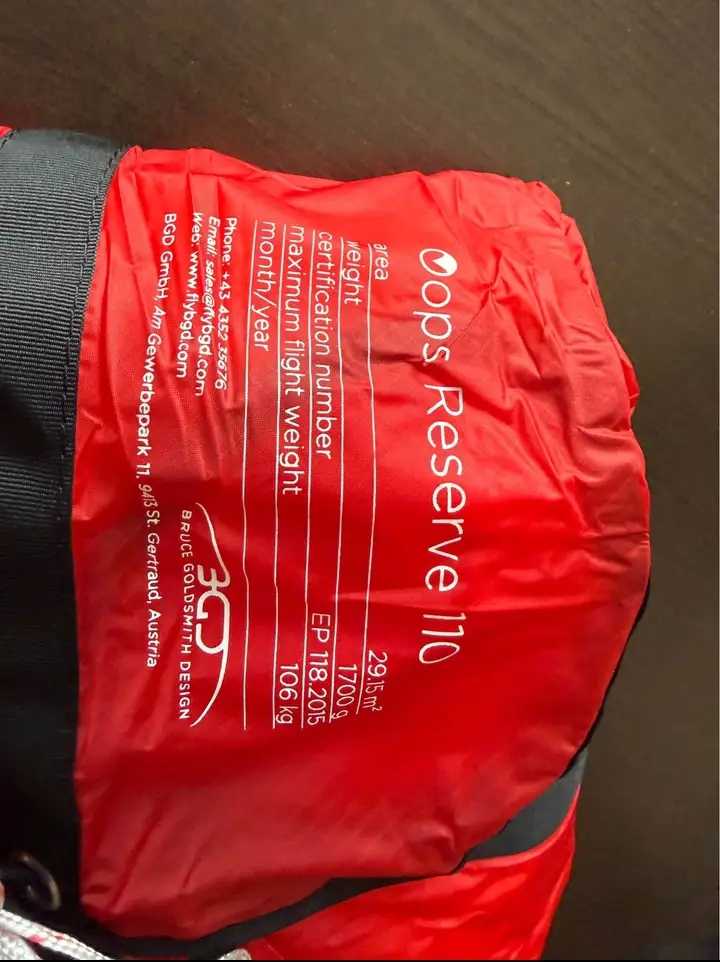 Oops Reserve 110
area 29.15 m²
weight 1700 g
certification number EP 118.2015
maximum flight weight 106 kg
month/year
BGD
BRUCE GOLDSMITH DESIGN
Phone: +43 4352 35676
Email: sales@flybgd.com
Web: www.flybgd.com
BGD GmbH, Am Gewerbepark 11, 9413 St. Gertraud, Austria